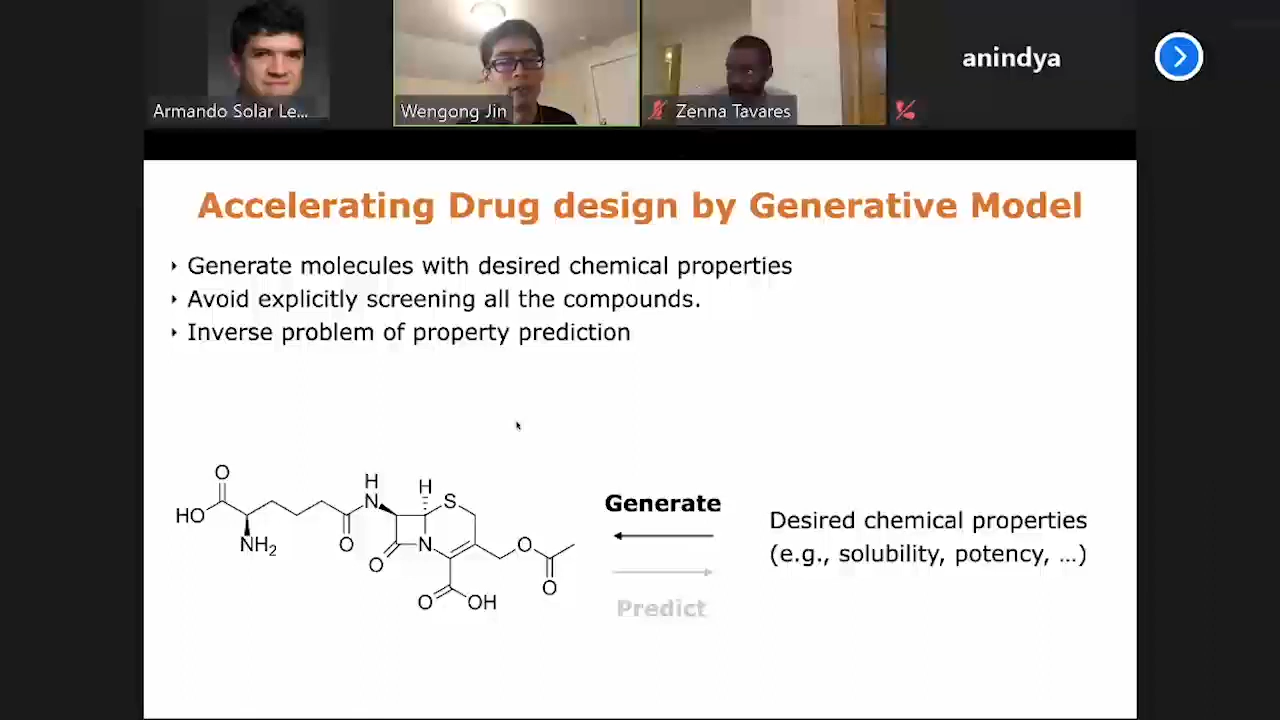 Armando Solar Le...
Wengong Jin
Zenna Tavares
anindya
Accelerating Drug design by Generative Model
‣ Generate molecules with desired chemical properties
‣ Avoid explicitly screening all the compounds.
‣ Inverse problem of property prediction
O
HO
NH2
O
H
N
H
S
O
N
O
O
O
OH
Generate
Predict
Desired chemical properties
(e.g., solubility, potency, ...)